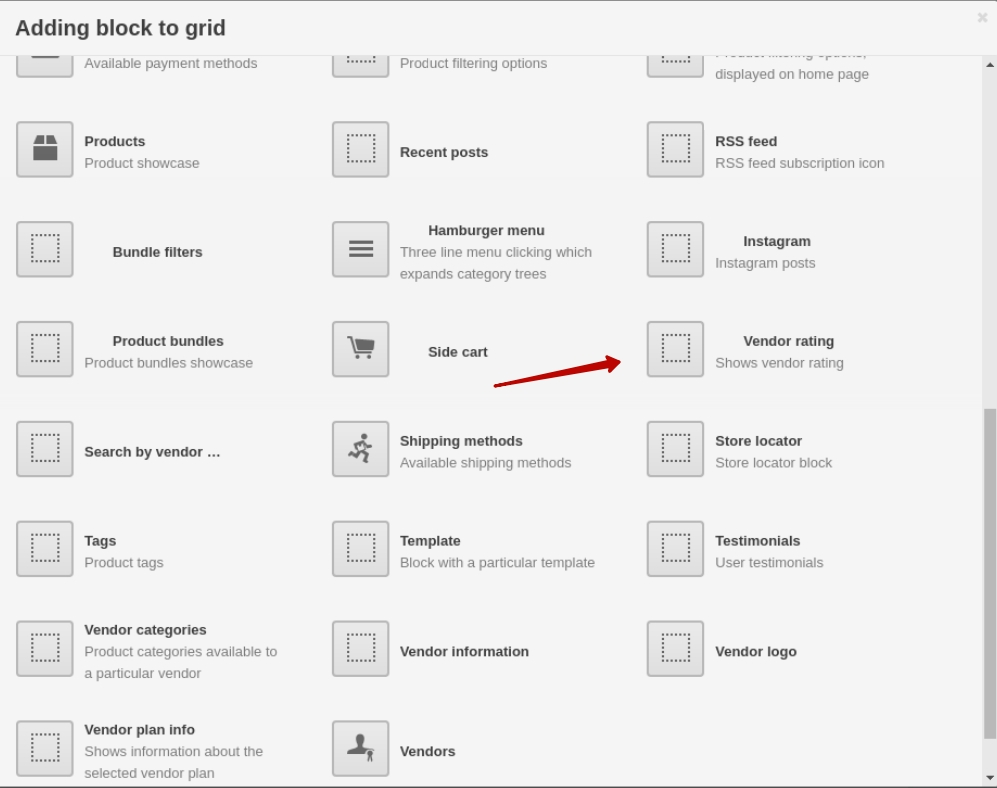 Adding block to grid
Available payment methods
Product filtering options
Product filtering options,
displayed on home page
Products
Product showcase
Recent posts
RSS feed
RSS feed subscription icon
Bundle filters
Hamburger menu
Three line menu clicking which
expands category trees
Instagram
Instagram posts
Product bundles
Product bundles showcase
Side cart
Vendor rating
Shows vendor rating
Search by vendor ...
Shipping methods
Available shipping methods
Store locator
Store locator block
Tags
Product tags
Template
Block with a particular template
Testimonials
User testimonials
Vendor categories
Product categories available to
a particular vendor
Vendor information
Vendor logo
Vendor plan info
Shows information about the
selected vendor plan
Vendors